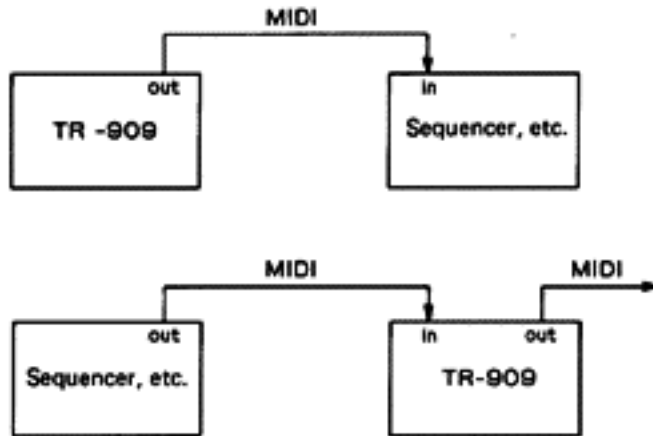 MIDI
out
in
TR -909
Sequencer, etc.
MIDI
MIDI
out
in
out
Sequencer, etc.
TR-909